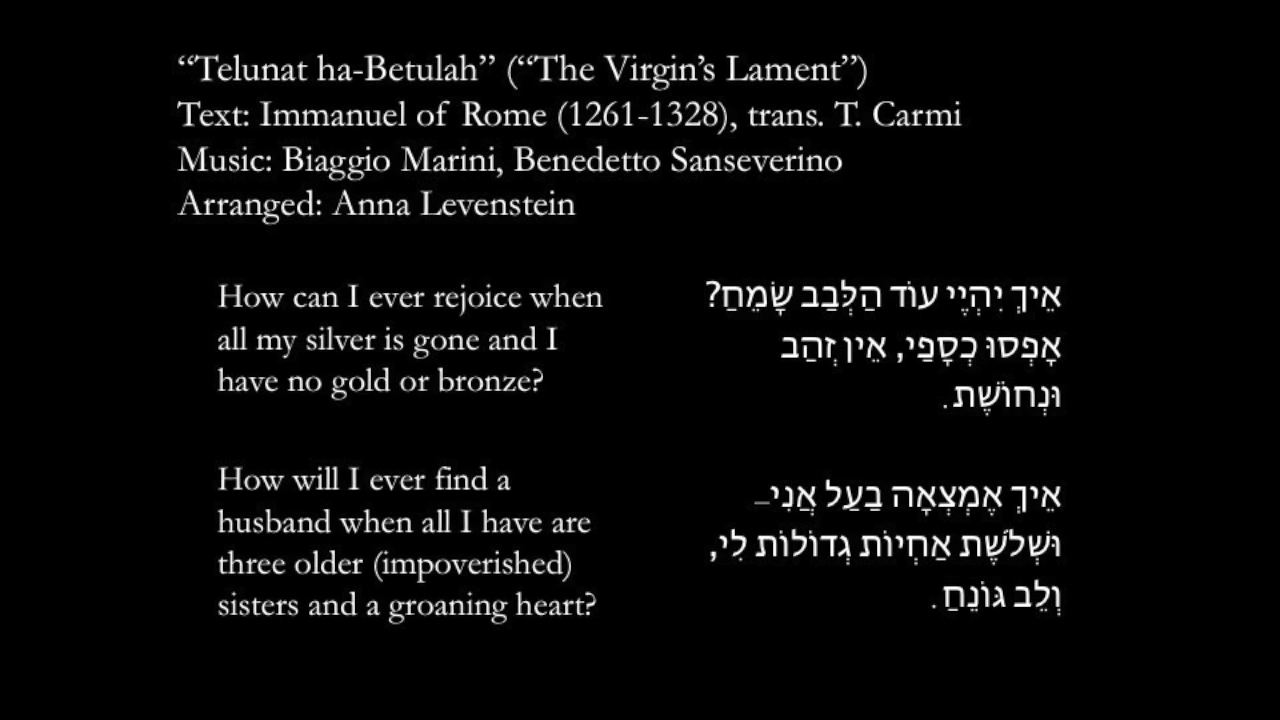 “Telunat ha-Betulah” (“The Virgin’s Lament”)
Text: Immanuel of Rome (1261-1328), trans. T. Carmi
Music: Biaggio Marini, Benedetto Sanseverino
Arranged: Anna Levenstein
How can I ever rejoice when
all my silver is gone and I
have no gold or bronze?
How will I ever find a
husband when all I have are
three older (impoverished)
sisters and a groaning heart?
אֵיךְ יִהְיֶיי עוֹד הַלְּבַב שָׂמֵחַ?
אָפְסוּ כְסָפַי, אֵין זְהַב
וּנְחוֹשֶׁת.
אֵיךְ אֶמְצְאָה בַעַל אֲנִי–
וּשְׁלֹשֶׁת אַחְיוֹת גְּדוֹלוֹת לִי,
וְלֵב גּוֹנֵחַ.